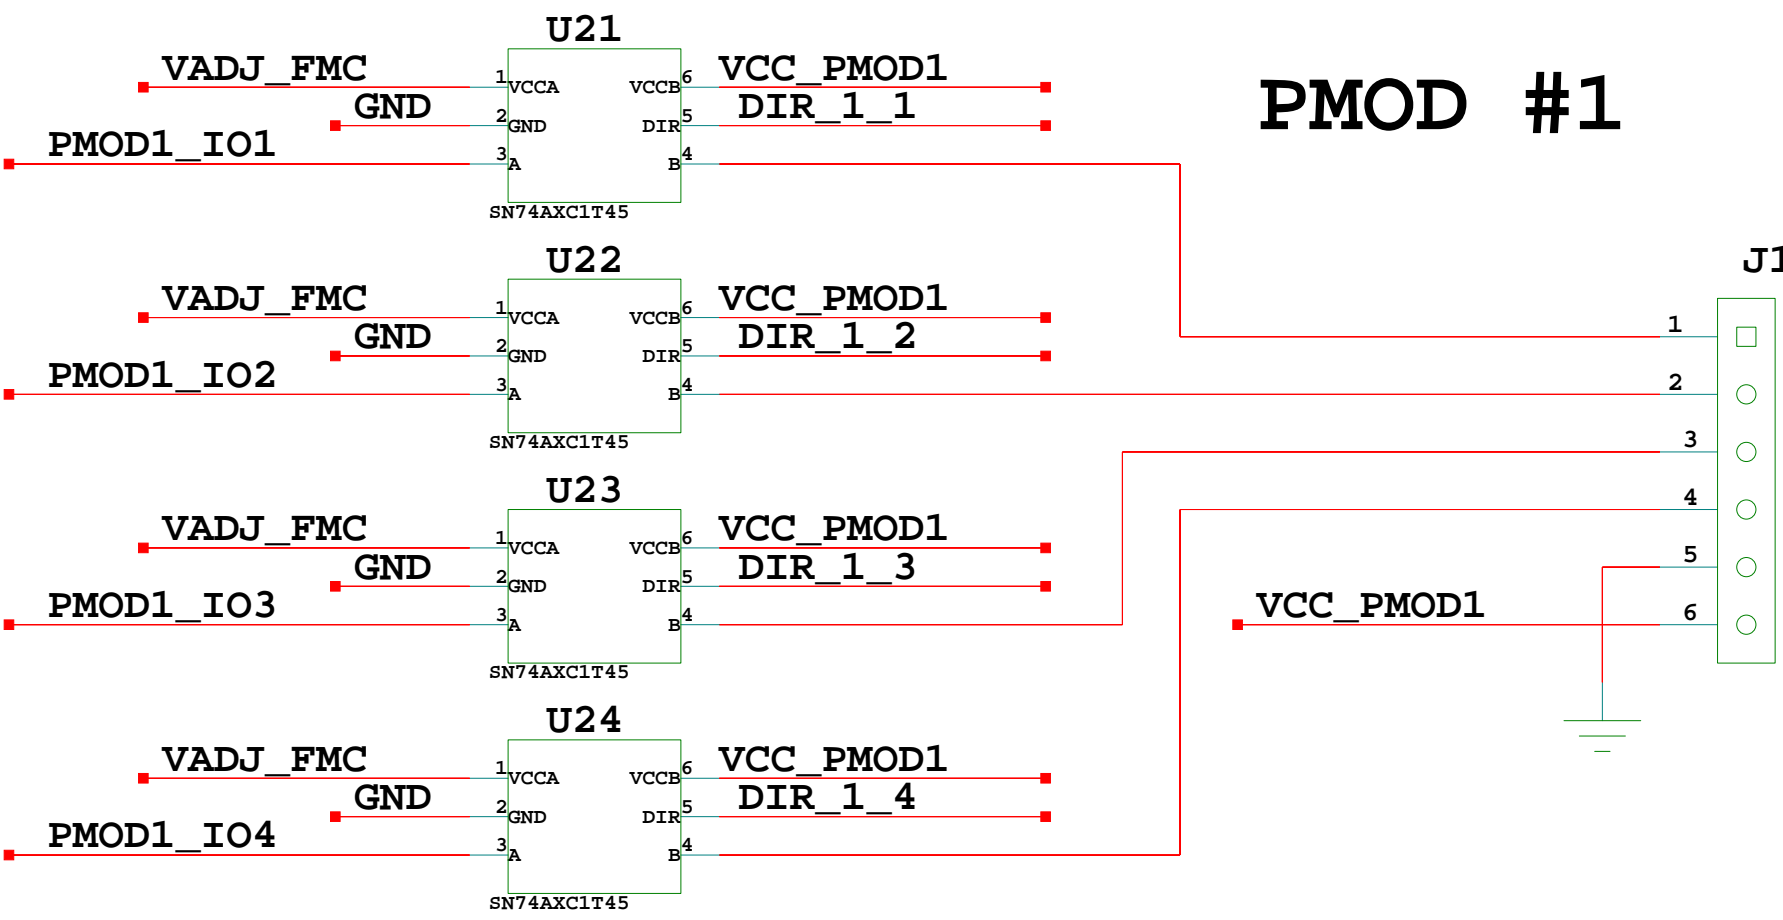 U21
VADJ_FMC 1 VCCA VCCB 6 VCC_PMOD1
GND 2 GND DIR 5 DIR_1_1
PMOD1_IO1 3 A B 4
SN74AXC1T45
PMOD #1
U22
VADJ_FMC 1 VCCA VCCB 6 VCC_PMOD1
GND 2 GND DIR 5 DIR_1_2
PMOD1_IO2 3 A B 4
SN74AXC1T45
U23
VADJ_FMC 1 VCCA VCCB 6 VCC_PMOD1
GND 2 GND DIR 5 DIR_1_3
PMOD1_IO3 3 A B 4
SN74AXC1T45
U24
VADJ_FMC 1 VCCA VCCB 6 VCC_PMOD1
GND 2 GND DIR 5 DIR_1_4
PMOD1_IO4 3 A B 4
SN74AXC1T45
J1
1
2
3
4
5
VCC_PMOD1 6